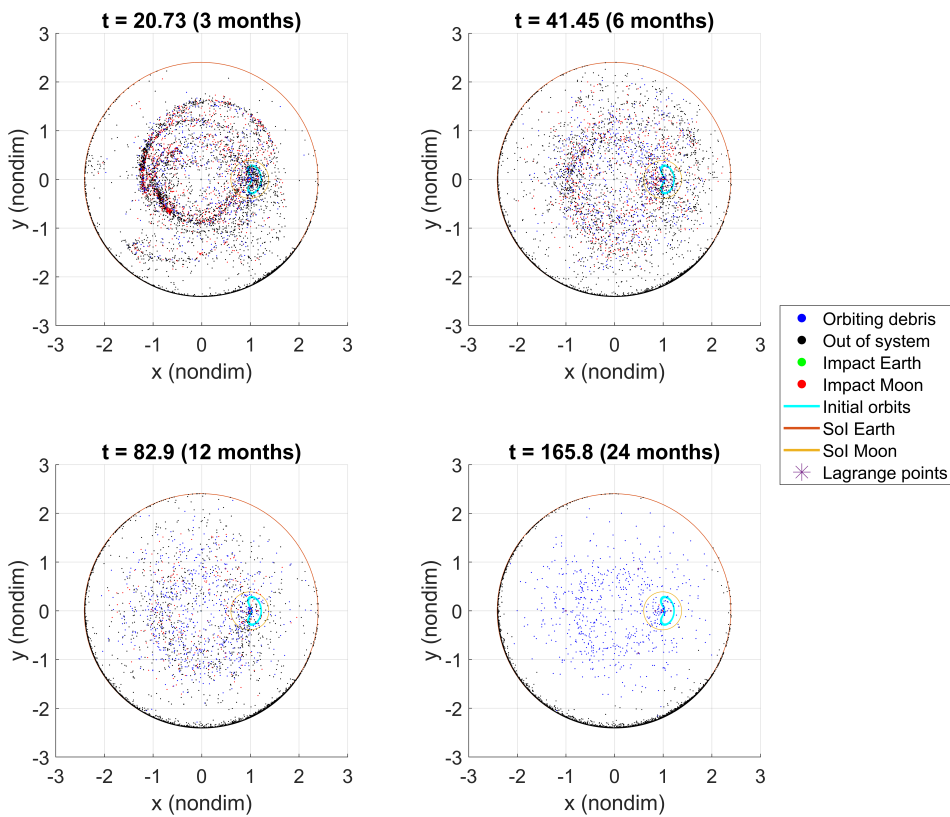 t = 20.73 (3 months)
3
2
1
0
-1
-2
-3
y (nondim)
-3 -2 -1 0 1 2 3
x (nondim)
t = 41.45 (6 months)
3
2
1
0
-1
-2
-3
y (nondim)
-3 -2 -1 0 1 2 3
x (nondim)
Orbiting debris
Out of system
Impact Earth
Impact Moon
Initial orbits
SoI Earth
SoI Moon
Lagrange points
t = 82.9 (12 months)
3
2
1
0
-1
-2
-3
y (nondim)
-3 -2 -1 0 1 2 3
x (nondim)
t = 165.8 (24 months)
3
2
1
0
-1
-2
-3
y (nondim)
-3 -2 -1 0 1 2 3
x (nondim)